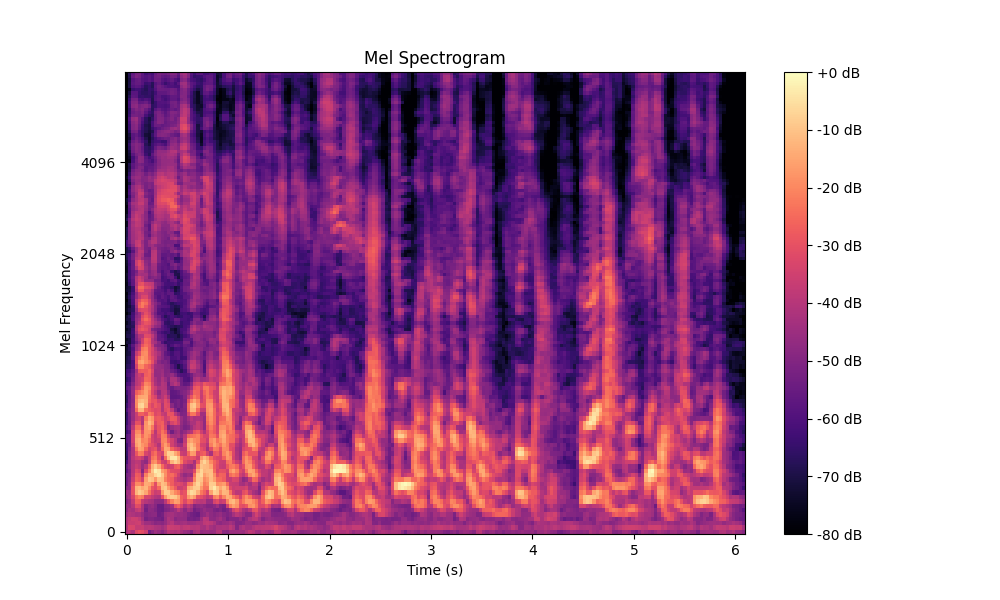 Mel Spectrogram
Mel Frequency
4096
2048
1024
512
0
0 1 2 3 4 5 6
Time (s)
+0 dB
-10 dB
-20 dB
-30 dB
-40 dB
-50 dB
-60 dB
-70 dB
-80 dB